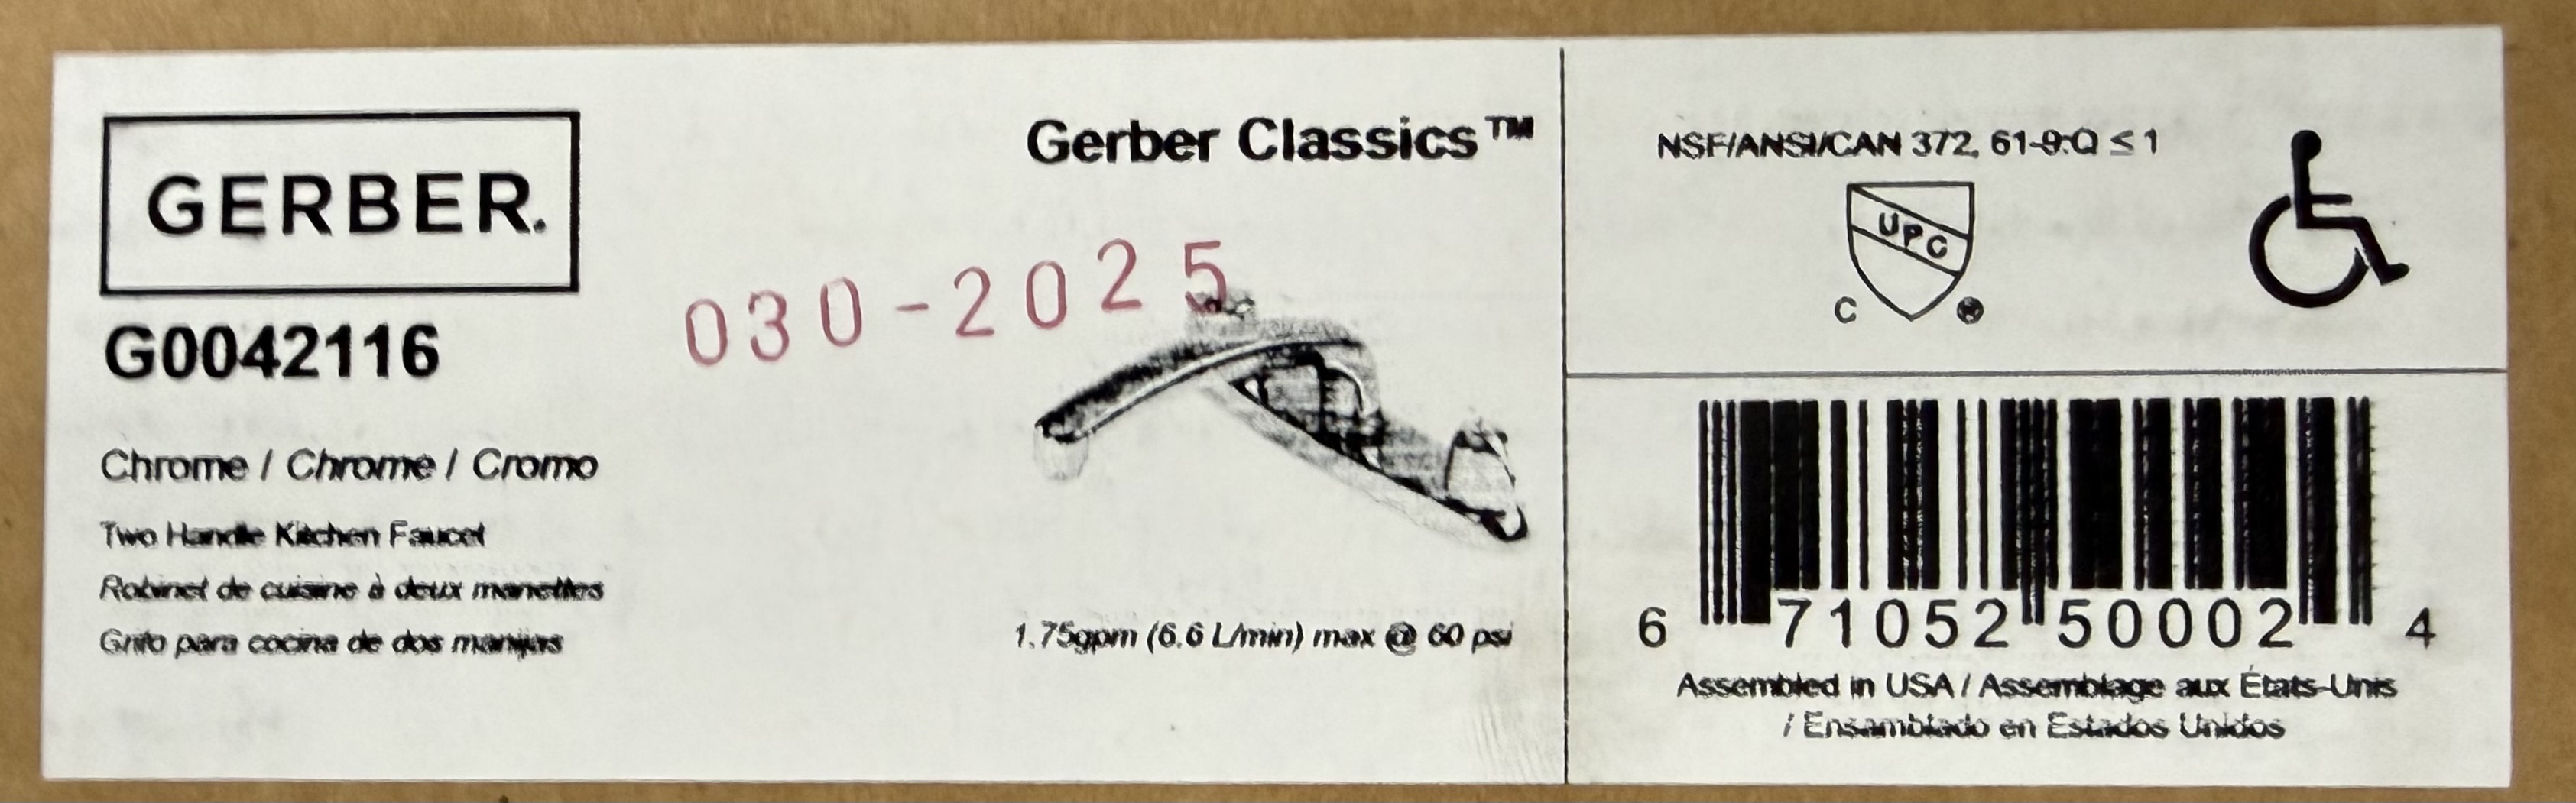 GERBER.
G0042116
Chrome / Chrome / Cromo
Two Handle Kitchen Faucet
Robinet de cuisine à deux manettes
Grifo para cocina de dos manijas
Gerber Classics™
030-2025
1.75gpm (6.6 L/min) max @ 60 psi
NSF/ANSI/CAN 372, 61-9:Q ≤ 1
UPC
C ®
6 71052 50002 4
Assembled in USA / Assemblage aux États-Unis
/ Ensamblado en Estados Unidos